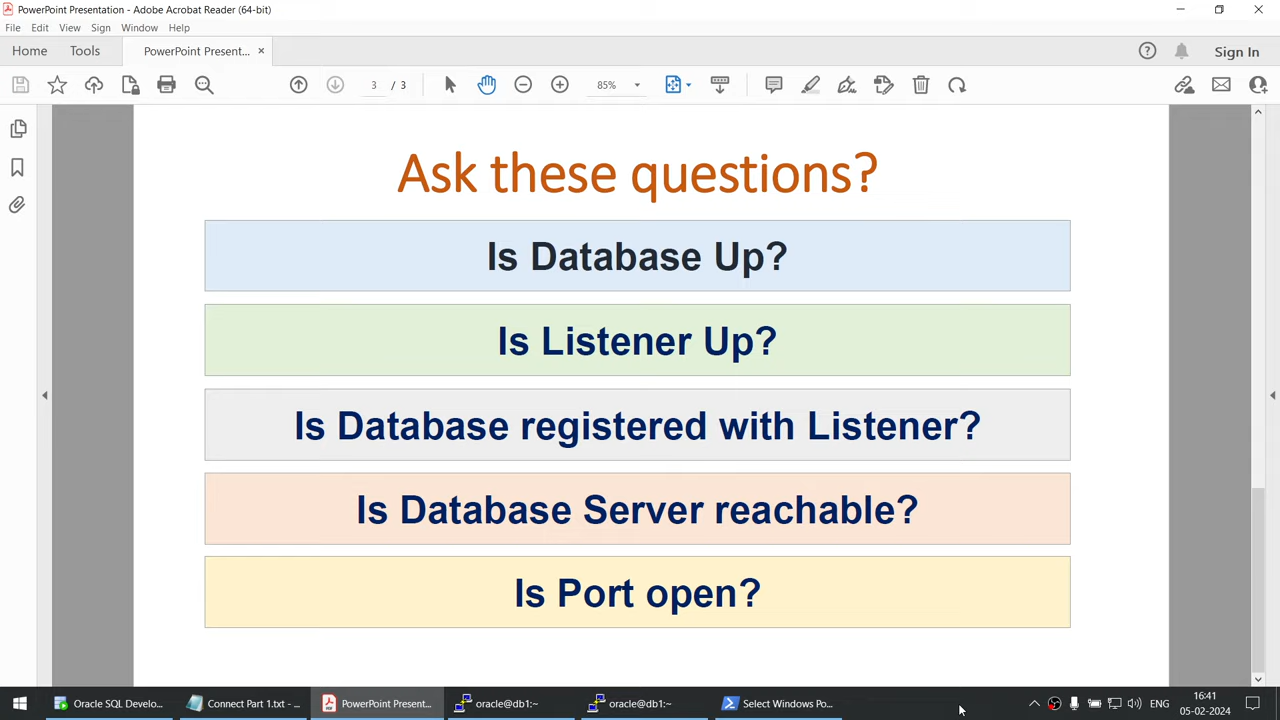 PowerPoint Presentation - Adobe Acrobat Reader (64-bit)
File Edit View Sign Window Help
Home Tools PowerPoint Present... × Sign In
3 / 3 85%
Ask these questions?
Is Database Up?
Is Listener Up?
Is Database registered with Listener?
Is Database Server reachable?
Is Port open?
Oracle SQL Develo... Connect Part 1.txt - ... PowerPoint Present... oracle@db1:~ oracle@db1:~ Select Windows Po... ENG 16:41
05-02-2024